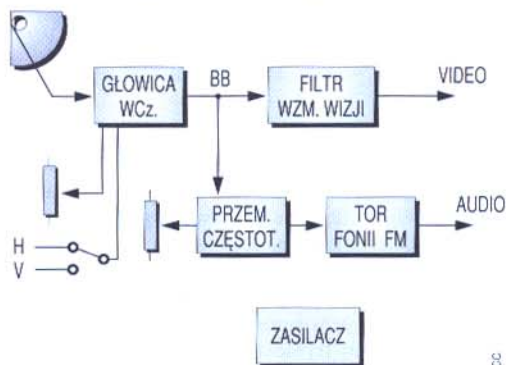 GŁOWICA
WCz.
BB
FILTR
WZM. WIZJI
VIDEO
H
V
PRZEM.
CZĘSTOT.
TOR
FONII FM
AUDIO
ZASILACZ